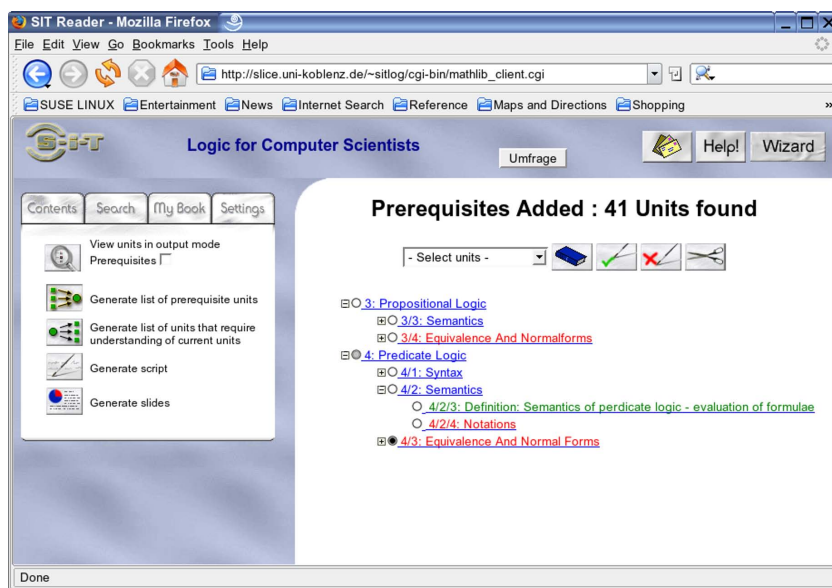 SIT Reader - Mozilla Firefox
File Edit View Go Bookmarks Tools Help
http://slice.uni-koblenz.de/~sitlog/cgi-bin/mathlib_client.cgi
SUSE LINUX Entertainment News Internet Search Reference Maps and Directions Shopping »
S-i-T
Logic for Computer Scientists
Umfrage
Help!
Wizard
Contents Search My Book Settings
View units in output mode
Prerequisites
Generate list of prerequisite units
Generate list of units that require
understanding of current units
Generate script
Generate slides
Prerequisites Added : 41 Units found
- Select units -
3: Propositional Logic
3/3: Semantics
3/4: Equivalence And Normalforms
4: Predicate Logic
4/1: Syntax
4/2: Semantics
4/2/3: Definition: Semantics of perdicate logic - evaluation of formulae
4/2/4: Notations
4/3: Equivalence And Normal Forms
Done